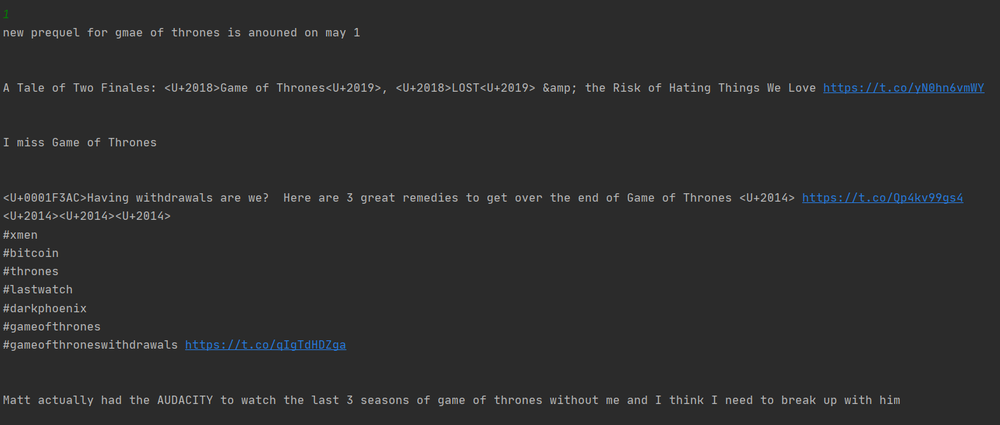 1
new prequel for gmae of thrones is anouned on may 1
A Tale of Two Finales: <U+2018>Game of Thrones<U+2019>, <U+2018>LOST<U+2019> &amp; the Risk of Hating Things We Love https://t.co/yN0hn6vmWY
I miss Game of Thrones
<U+0001F3AC>Having withdrawals are we?  Here are 3 great remedies to get over the end of Game of Thrones <U+2014> https://t.co/Qp4kv99gs4
<U+2014><U+2014><U+2014>
#xmen
#bitcoin
#thrones
#lastwatch
#darkphoenix
#gameofthrones
#gameofthroneswithdrawals https://t.co/qIgTdHDZga
Matt actually had the AUDACITY to watch the last 3 seasons of game of thrones without me and I think I need to break up with him